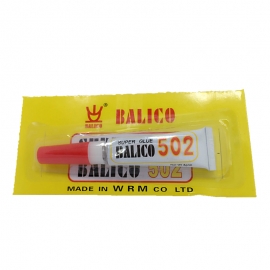 BALICO
SUPER GLUE
BALICO 502
BALICO 502
MADE IN WRM CO LTD